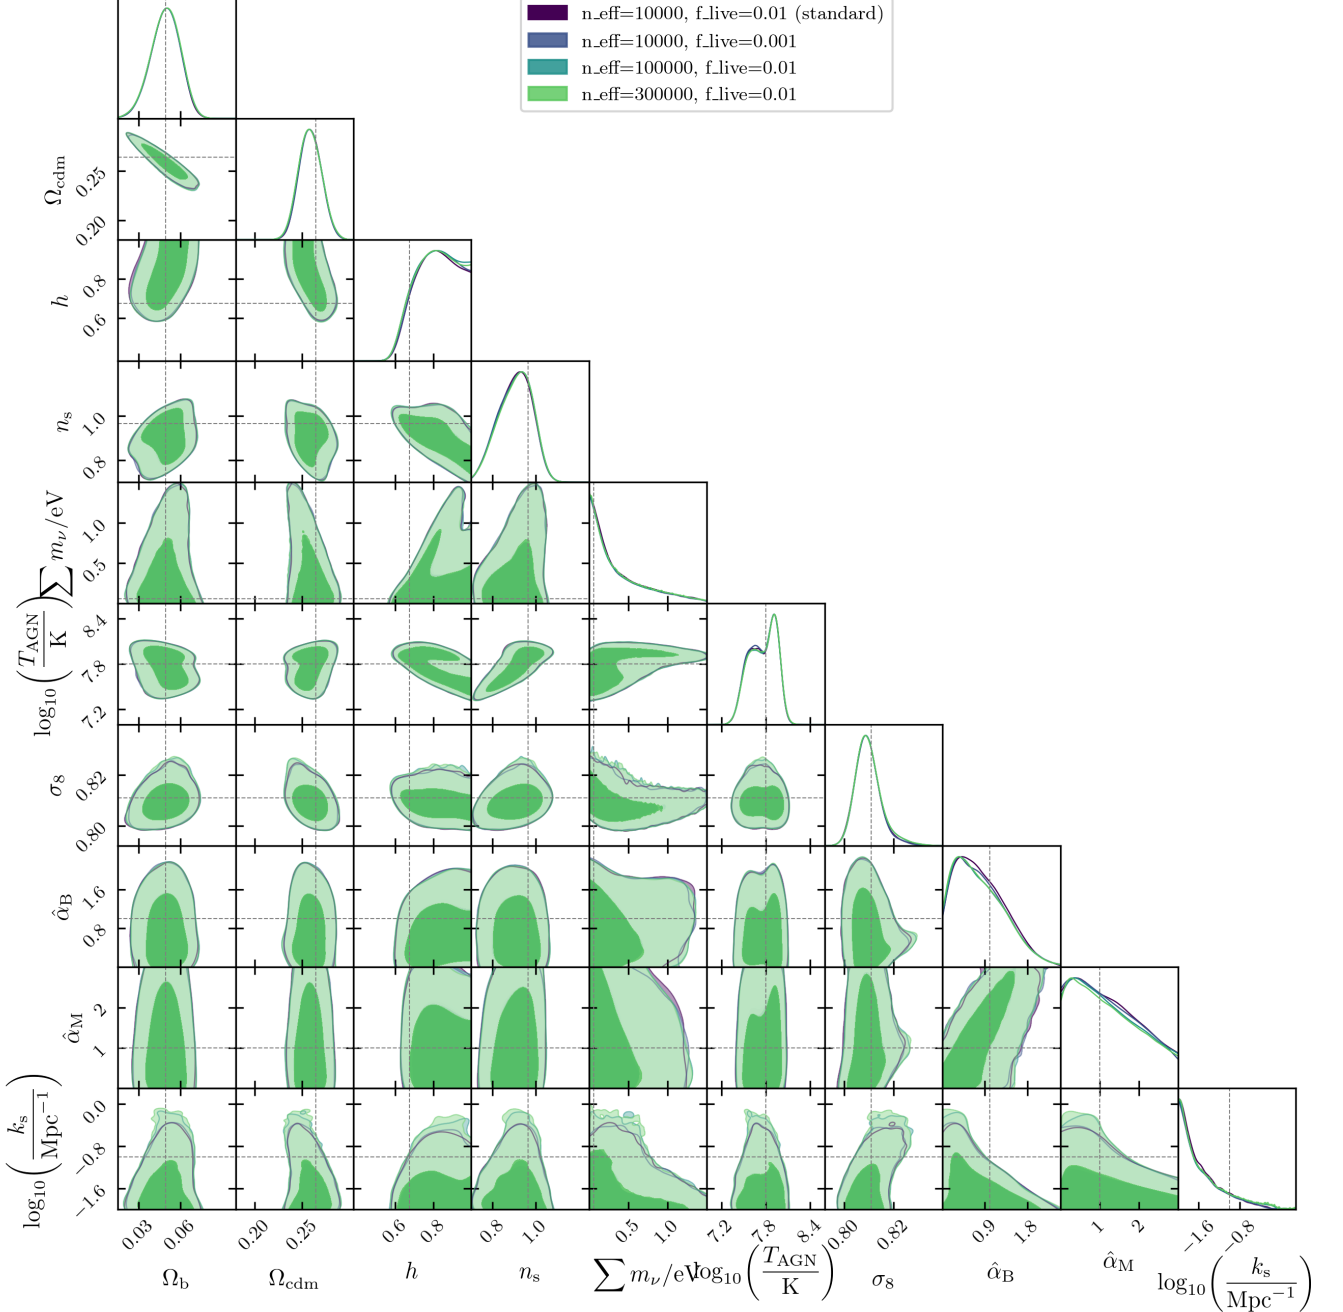 n_eff=10000, f_live=0.01 (standard)
n_eff=10000, f_live=0.001
n_eff=100000, f_live=0.01
n_eff=300000, f_live=0.01
Ω_cdm
0.25
0.20
h
0.8
0.6
n_s
1.0
0.8
∑ m_ν/eV
1.0
0.5
log₁₀(T_AGN/K)
8.4
7.8
7.2
σ₈
0.82
0.80
α̂_B
1.6
0.8
α̂_M
2
1
log₁₀(k_s/Mpc⁻¹)
0.0
−0.8
−1.6
0.03 0.06 0.20 0.25 0.6 0.8 0.8 1.0 0.5 1.0 7.2 7.8 8.4 0.80 0.82 0.9 1.8 1 2 −1.6 −0.8
Ω_b Ω_cdm h n_s ∑ m_ν/eV log₁₀(T_AGN/K) σ₈ α̂_B α̂_M log₁₀(k_s/Mpc⁻¹)